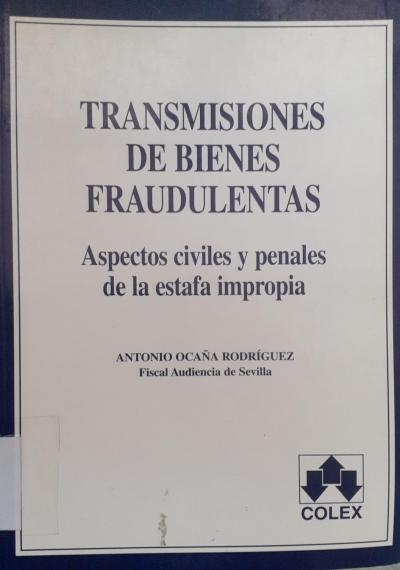 TRANSMISIONES
DE BIENES
FRAUDULENTAS
Aspectos civiles y penales
de la estafa impropia
ANTONIO OCAÑA RODRÍGUEZ
Fiscal Audiencia de Sevilla
COLEX